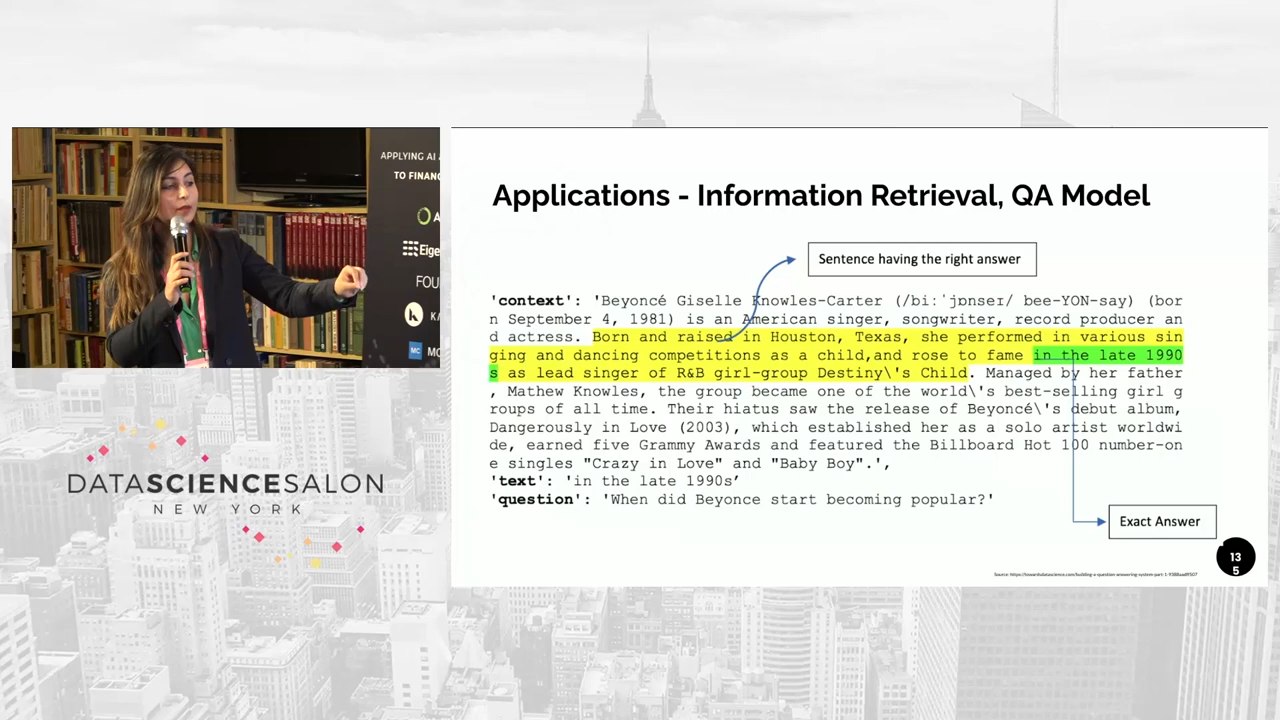 APPLYING AI
TO FINANC
Eige
FOU
K
MC
DATASCIENCESALON
NEW YORK
Applications - Information Retrieval, QA Model
Sentence having the right answer
'context': 'Beyoncé Giselle Knowles-Carter (/biːˈjɒnseɪ/ bee-YON-say) (bor
n September 4, 1981) is an American singer, songwriter, record producer an
d actress. Born and raised in Houston, Texas, she performed in various sin
ging and dancing competitions as a child,and rose to fame in the late 1990
s as lead singer of R&B girl-group Destiny\'s Child. Managed by her father
, Mathew Knowles, the group became one of the world\'s best-selling girl g
roups of all time. Their hiatus saw the release of Beyoncé\'s debut album,
Dangerously in Love (2003), which established her as a solo artist worldwi
de, earned five Grammy Awards and featured the Billboard Hot 100 number-on
e singles "Crazy in Love" and "Baby Boy".',
'text': 'in the late 1990s’
'question': 'When did Beyonce start becoming popular?'
Exact Answer
13
5